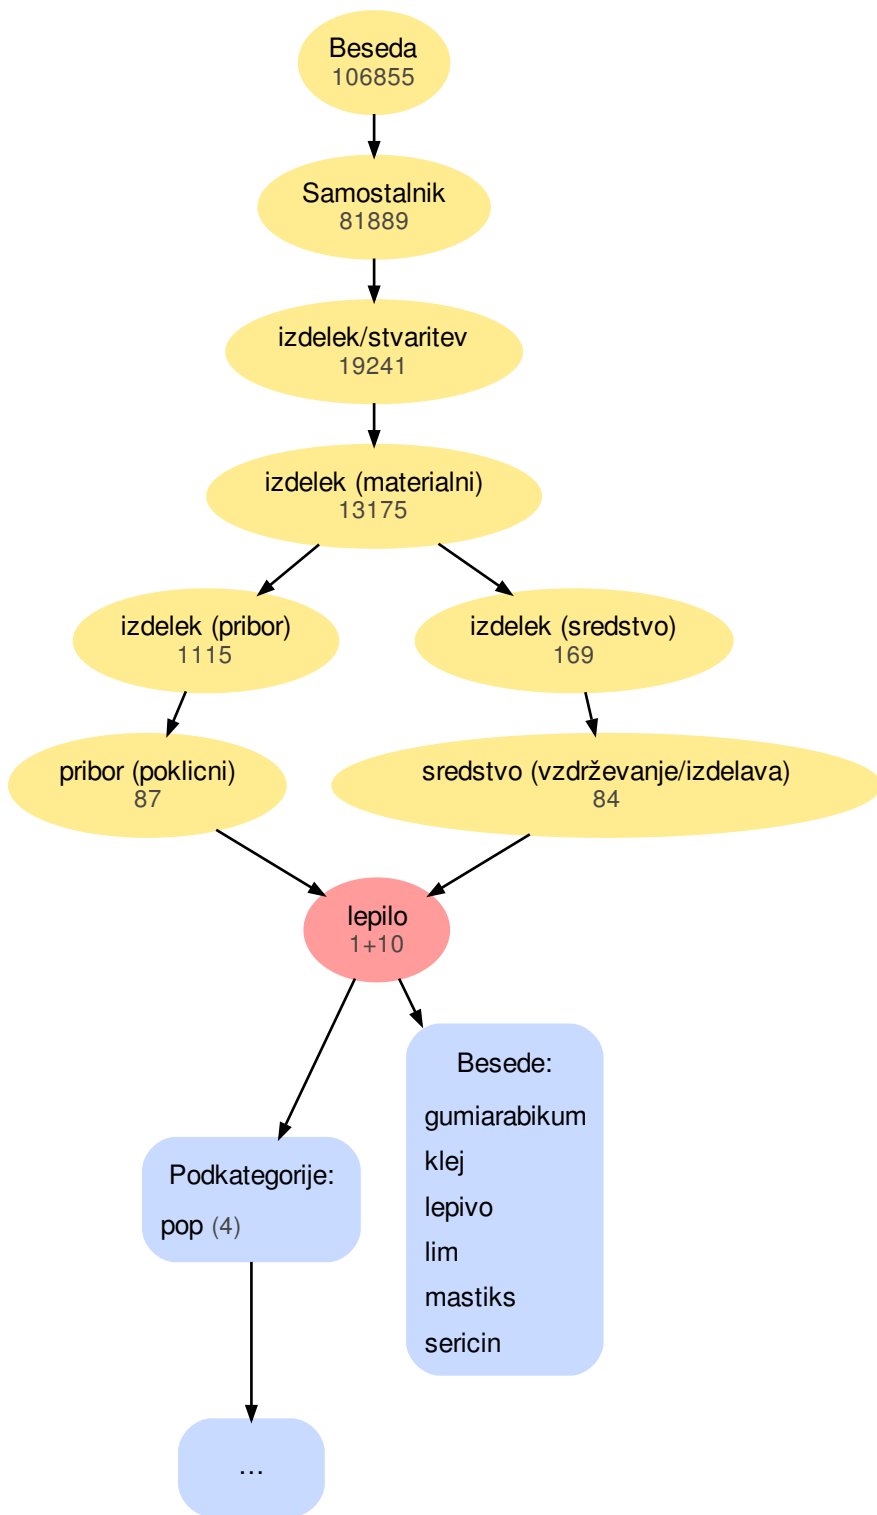 Beseda
106855
Samostalnik
81889
izdelek/stvaritev
19241
izdelek (materialni)
13175
izdelek (pribor)
1115
izdelek (sredstvo)
169
pribor (poklicni)
87
sredstvo (vzdrževanje/izdelava)
84
lepilo
1+10
Besede:
gumiarabikum
klej
lepivo
lim
mastiks
sericin
Podkategorije:
pop (4)
…